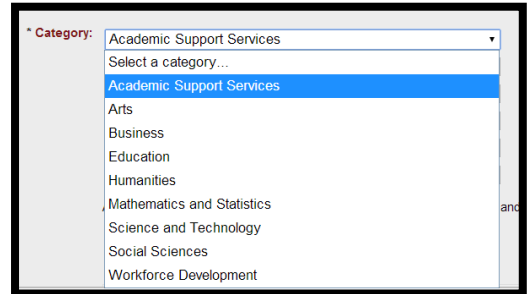 * Category: Academic Support Services
Select a category...
Academic Support Services
Arts
Business
Education
Humanities
Mathematics and Statistics
and
Science and Technology
Social Sciences
Workforce Development